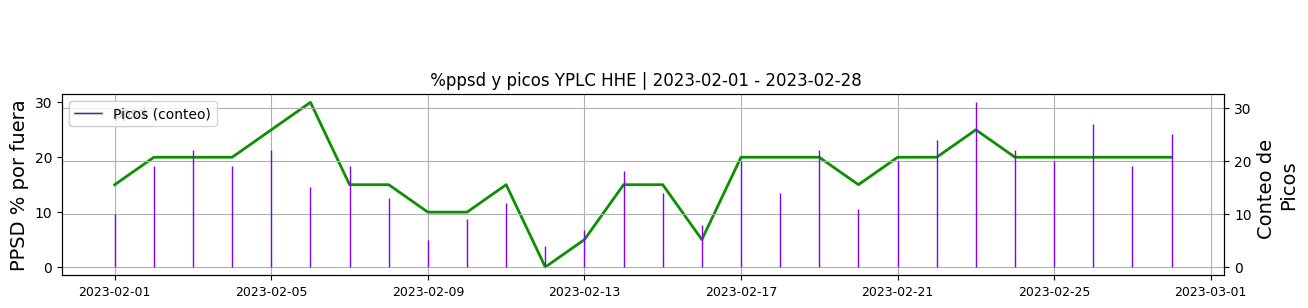 %ppsd y picos YPLC HHE | 2023-02-01 - 2023-02-28
PPSD % por fuera
30
20
10
0
Picos (conteo)
30
20
10
0
Conteo de
Picos
2023-02-01 2023-02-05 2023-02-09 2023-02-13 2023-02-17 2023-02-21 2023-02-25 2023-03-01